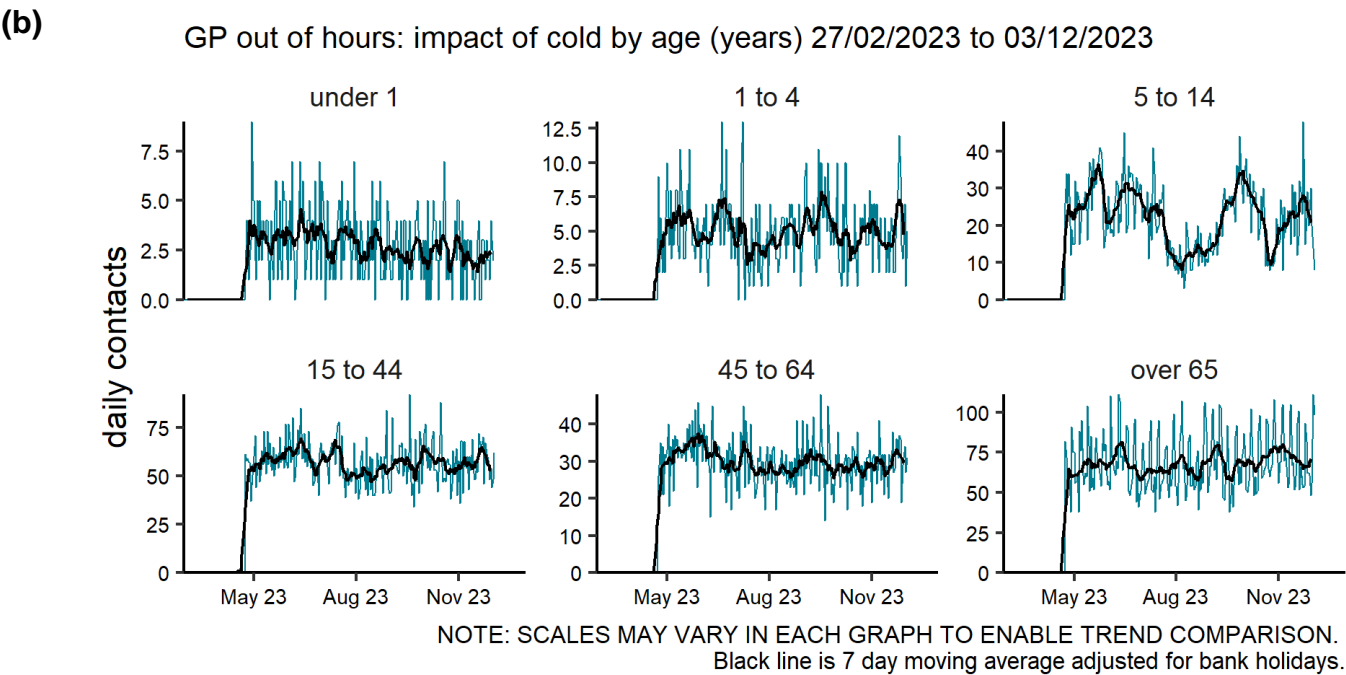 (b)
GP out of hours: impact of cold by age (years) 27/02/2023 to 03/12/2023
under 1
1 to 4
5 to 14
7.5
5.0
2.5
0.0
12.5
10.0
7.5
5.0
2.5
0.0
40
30
20
10
0
daily contacts
15 to 44
45 to 64
over 65
75
50
25
0
40
30
20
10
0
100
75
50
25
0
May 23 Aug 23 Nov 23
May 23 Aug 23 Nov 23
May 23 Aug 23 Nov 23
NOTE: SCALES MAY VARY IN EACH GRAPH TO ENABLE TREND COMPARISON.
Black line is 7 day moving average adjusted for bank holidays.